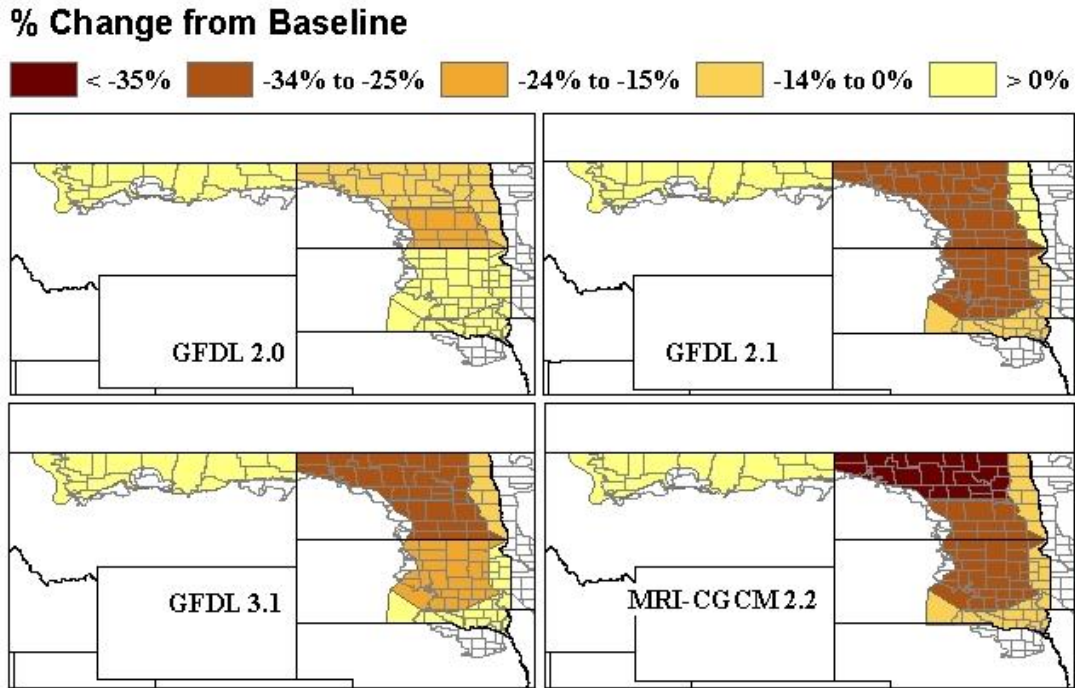 % Change from Baseline
< -35% -34% to -25% -24% to -15% -14% to 0% > 0%
GFDL 2.0
GFDL 2.1
GFDL 3.1
MRI-CGCM 2.2